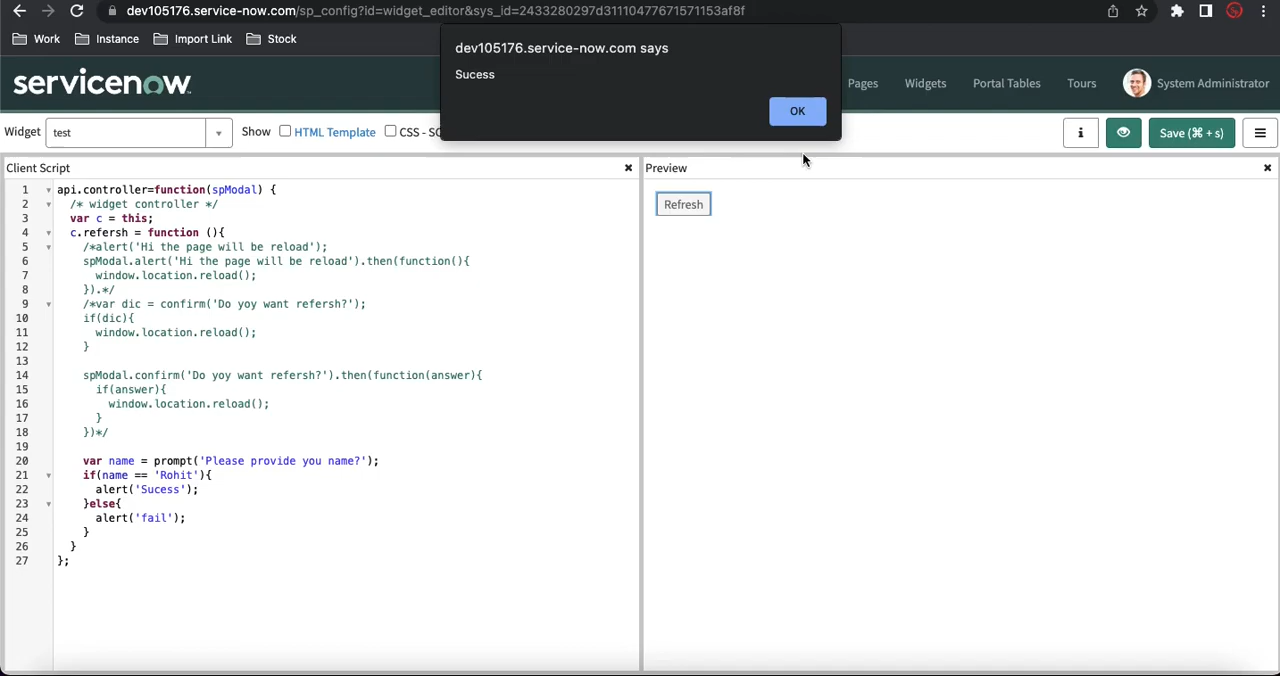 dev105176.service-now.com/sp_config?id=widget_editor&sys_id=2433280297d31110477671571153af8f
Work Instance Import Link Stock
dev105176.service-now.com says
Sucess
OK
servicenow
Pages Widgets Portal Tables Tours System Administrator
Widget test Show HTML Template CSS - SC i Save (⌘ + s)
Client Script
Preview
Refresh
1 api.controller=function(spModal) {
2 /* widget controller */
3 var c = this;
4 c.refersh = function (){
5 /*alert('Hi the page will be reload');
6 spModal.alert('Hi the page will be reload').then(function(){
7 window.location.reload();
8 }).*/
9 /*var dic = confirm('Do yoy want refersh?');
10 if(dic){
11 window.location.reload();
12 }
13
14 spModal.confirm('Do yoy want refersh?').then(function(answer){
15 if(answer){
16 window.location.reload();
17 }
18 })*/
19
20 var name = prompt('Please provide you name?');
21 if(name == 'Rohit'){
22 alert('Sucess');
23 }else{
24 alert('fail');
25 }
26 }
27 };